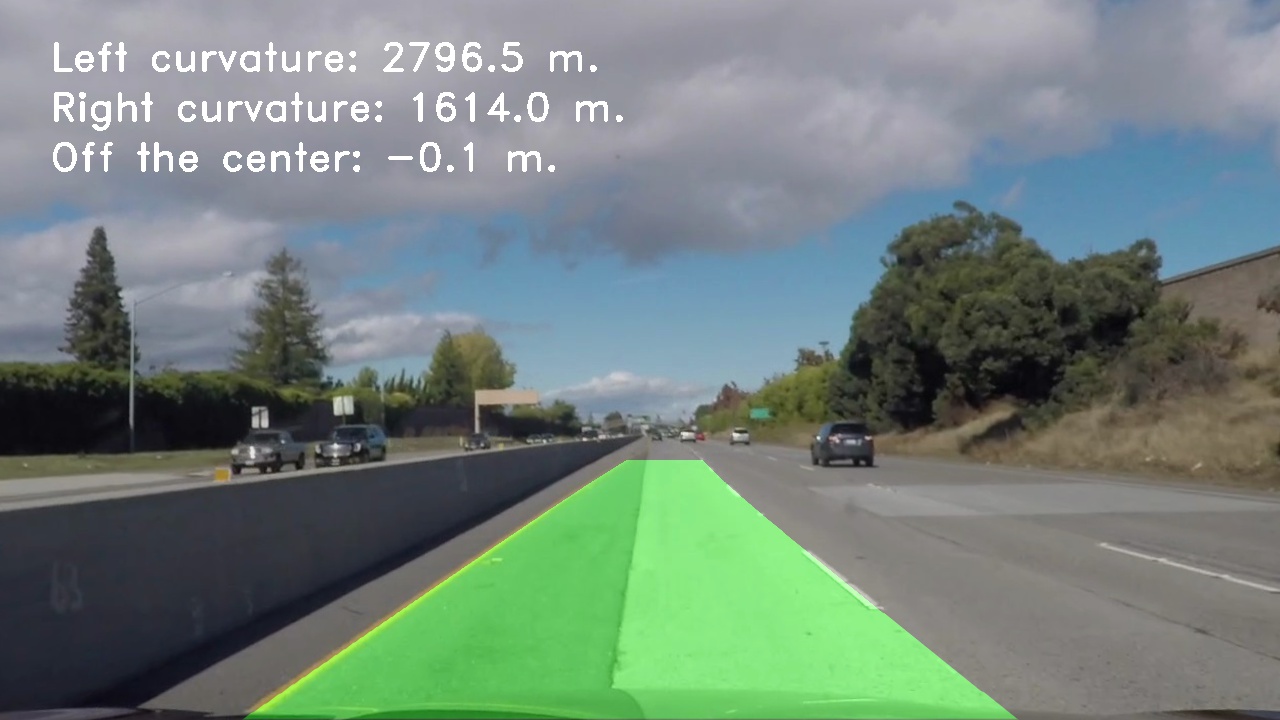 Left curvature: 2796.5 m.
Right curvature: 1614.0 m.
Off the center: -0.1 m.